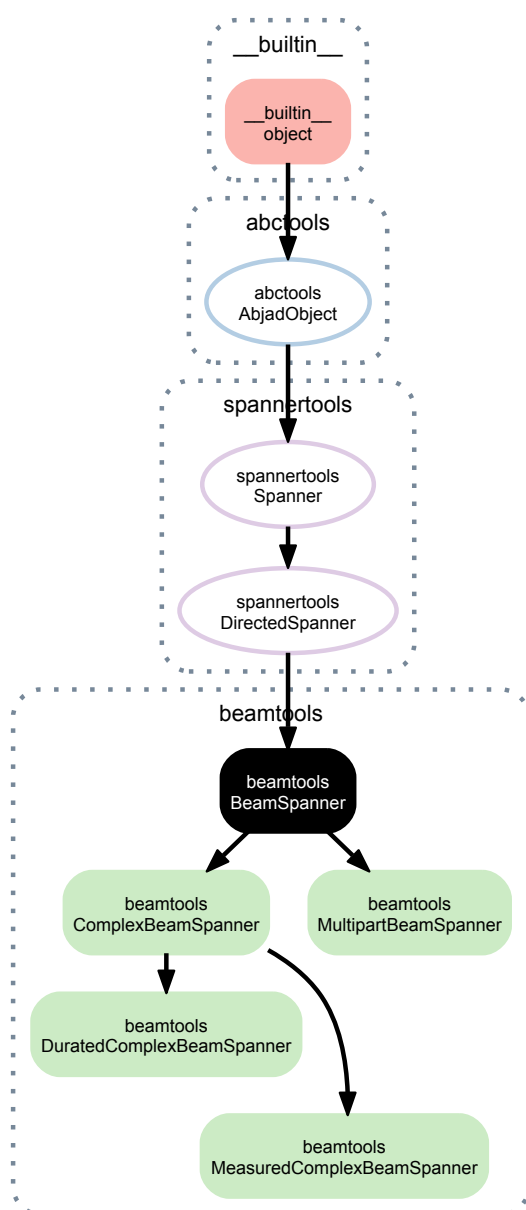 __builtin__
__builtin__
object
abctools
abctools
AbjadObject
spannertools
spannertools
Spanner
spannertools
DirectedSpanner
beamtools
beamtools
BeamSpanner
beamtools
ComplexBeamSpanner
beamtools
MultipartBeamSpanner
beamtools
DuratedComplexBeamSpanner
beamtools
MeasuredComplexBeamSpanner